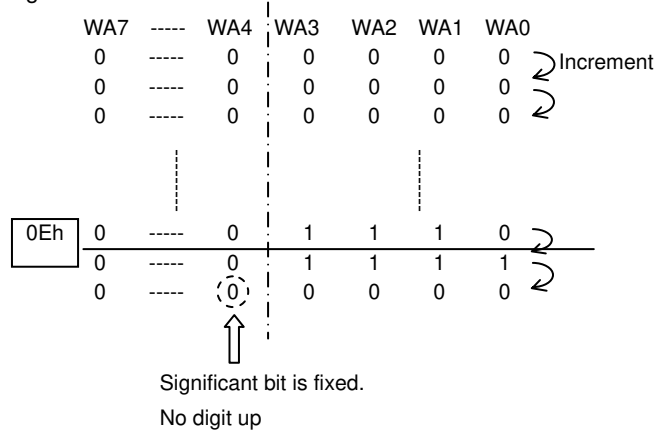 WA7 ----- WA4 WA3 WA2 WA1 WA0
0 ----- 0 0 0 0 0 Increment
0 ----- 0 0 0 0 0
0 ----- 0 0 0 0 0
0Eh 0 ----- 0 1 1 1 0
0 ----- 0 1 1 1 1
0 ----- 0 0 0 0 0
Significant bit is fixed.
No digit up